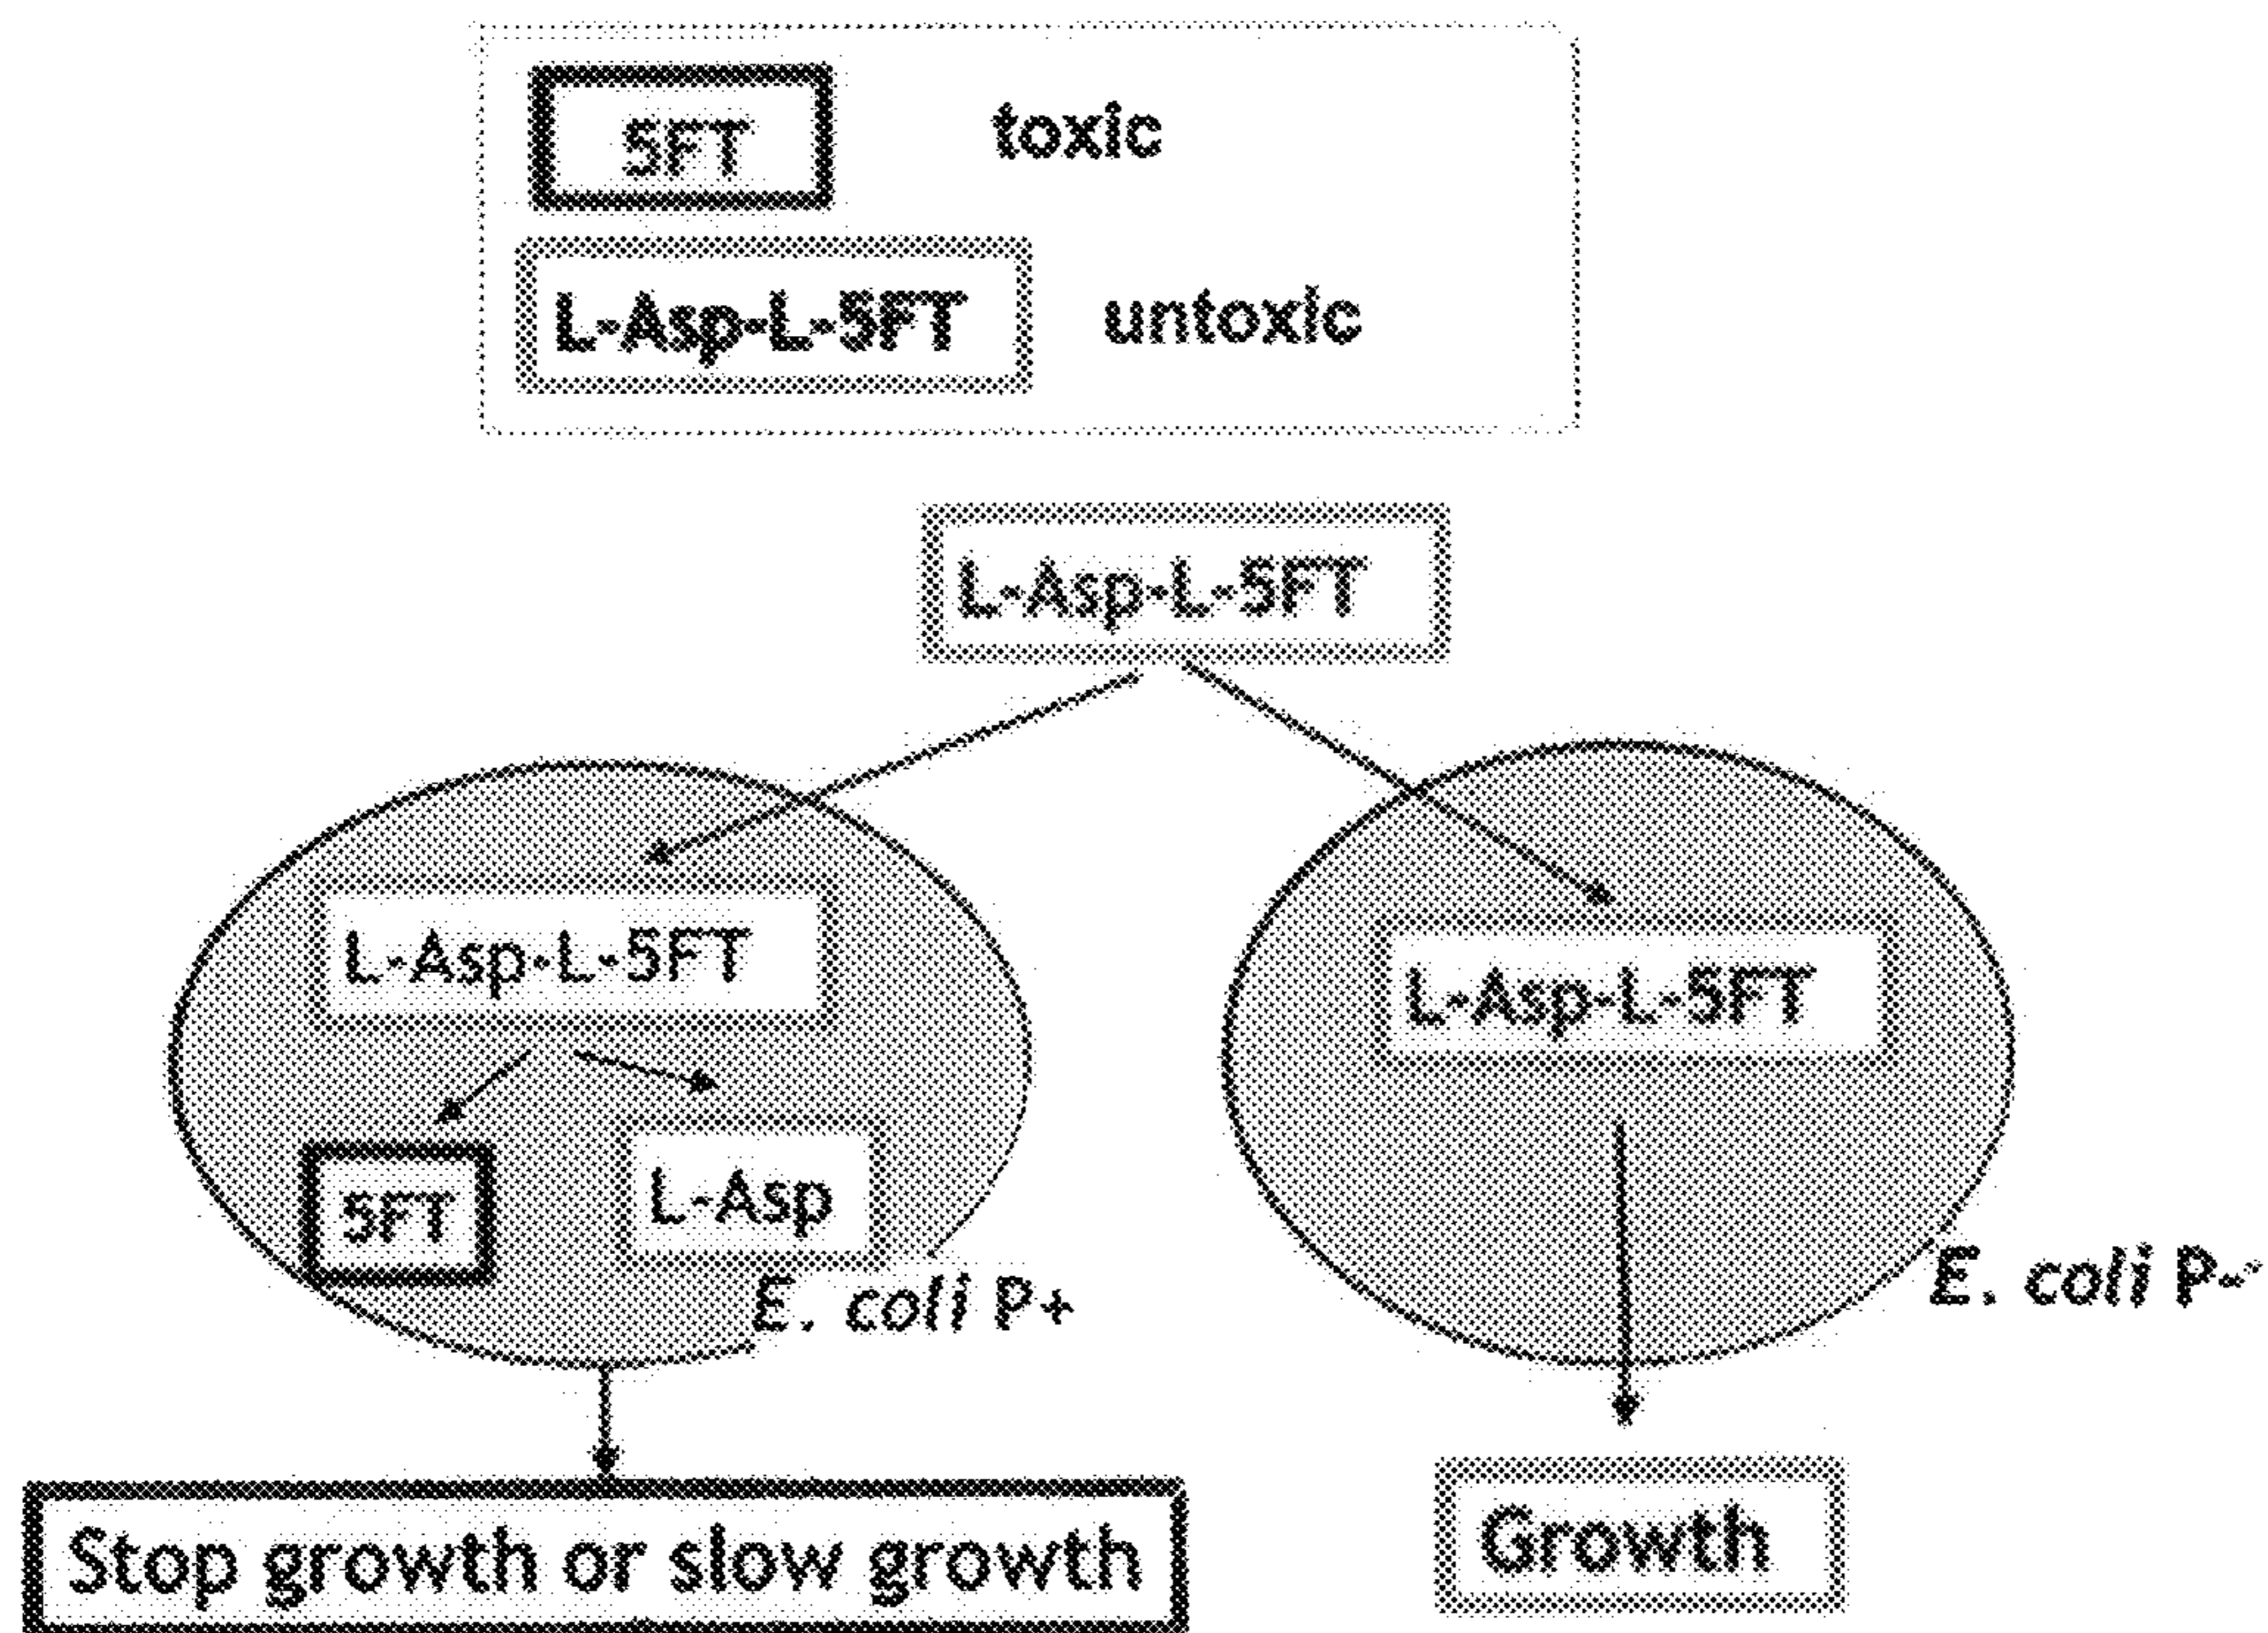 5FT toxic
L-Asp-L-5FT untoxic
L-Asp-L-5FT
L-Asp-L-5FT
L-Asp-L-5FT
5FT
L-Asp
E. coli P+
E. coli P-
Stop growth or slow growth
Growth